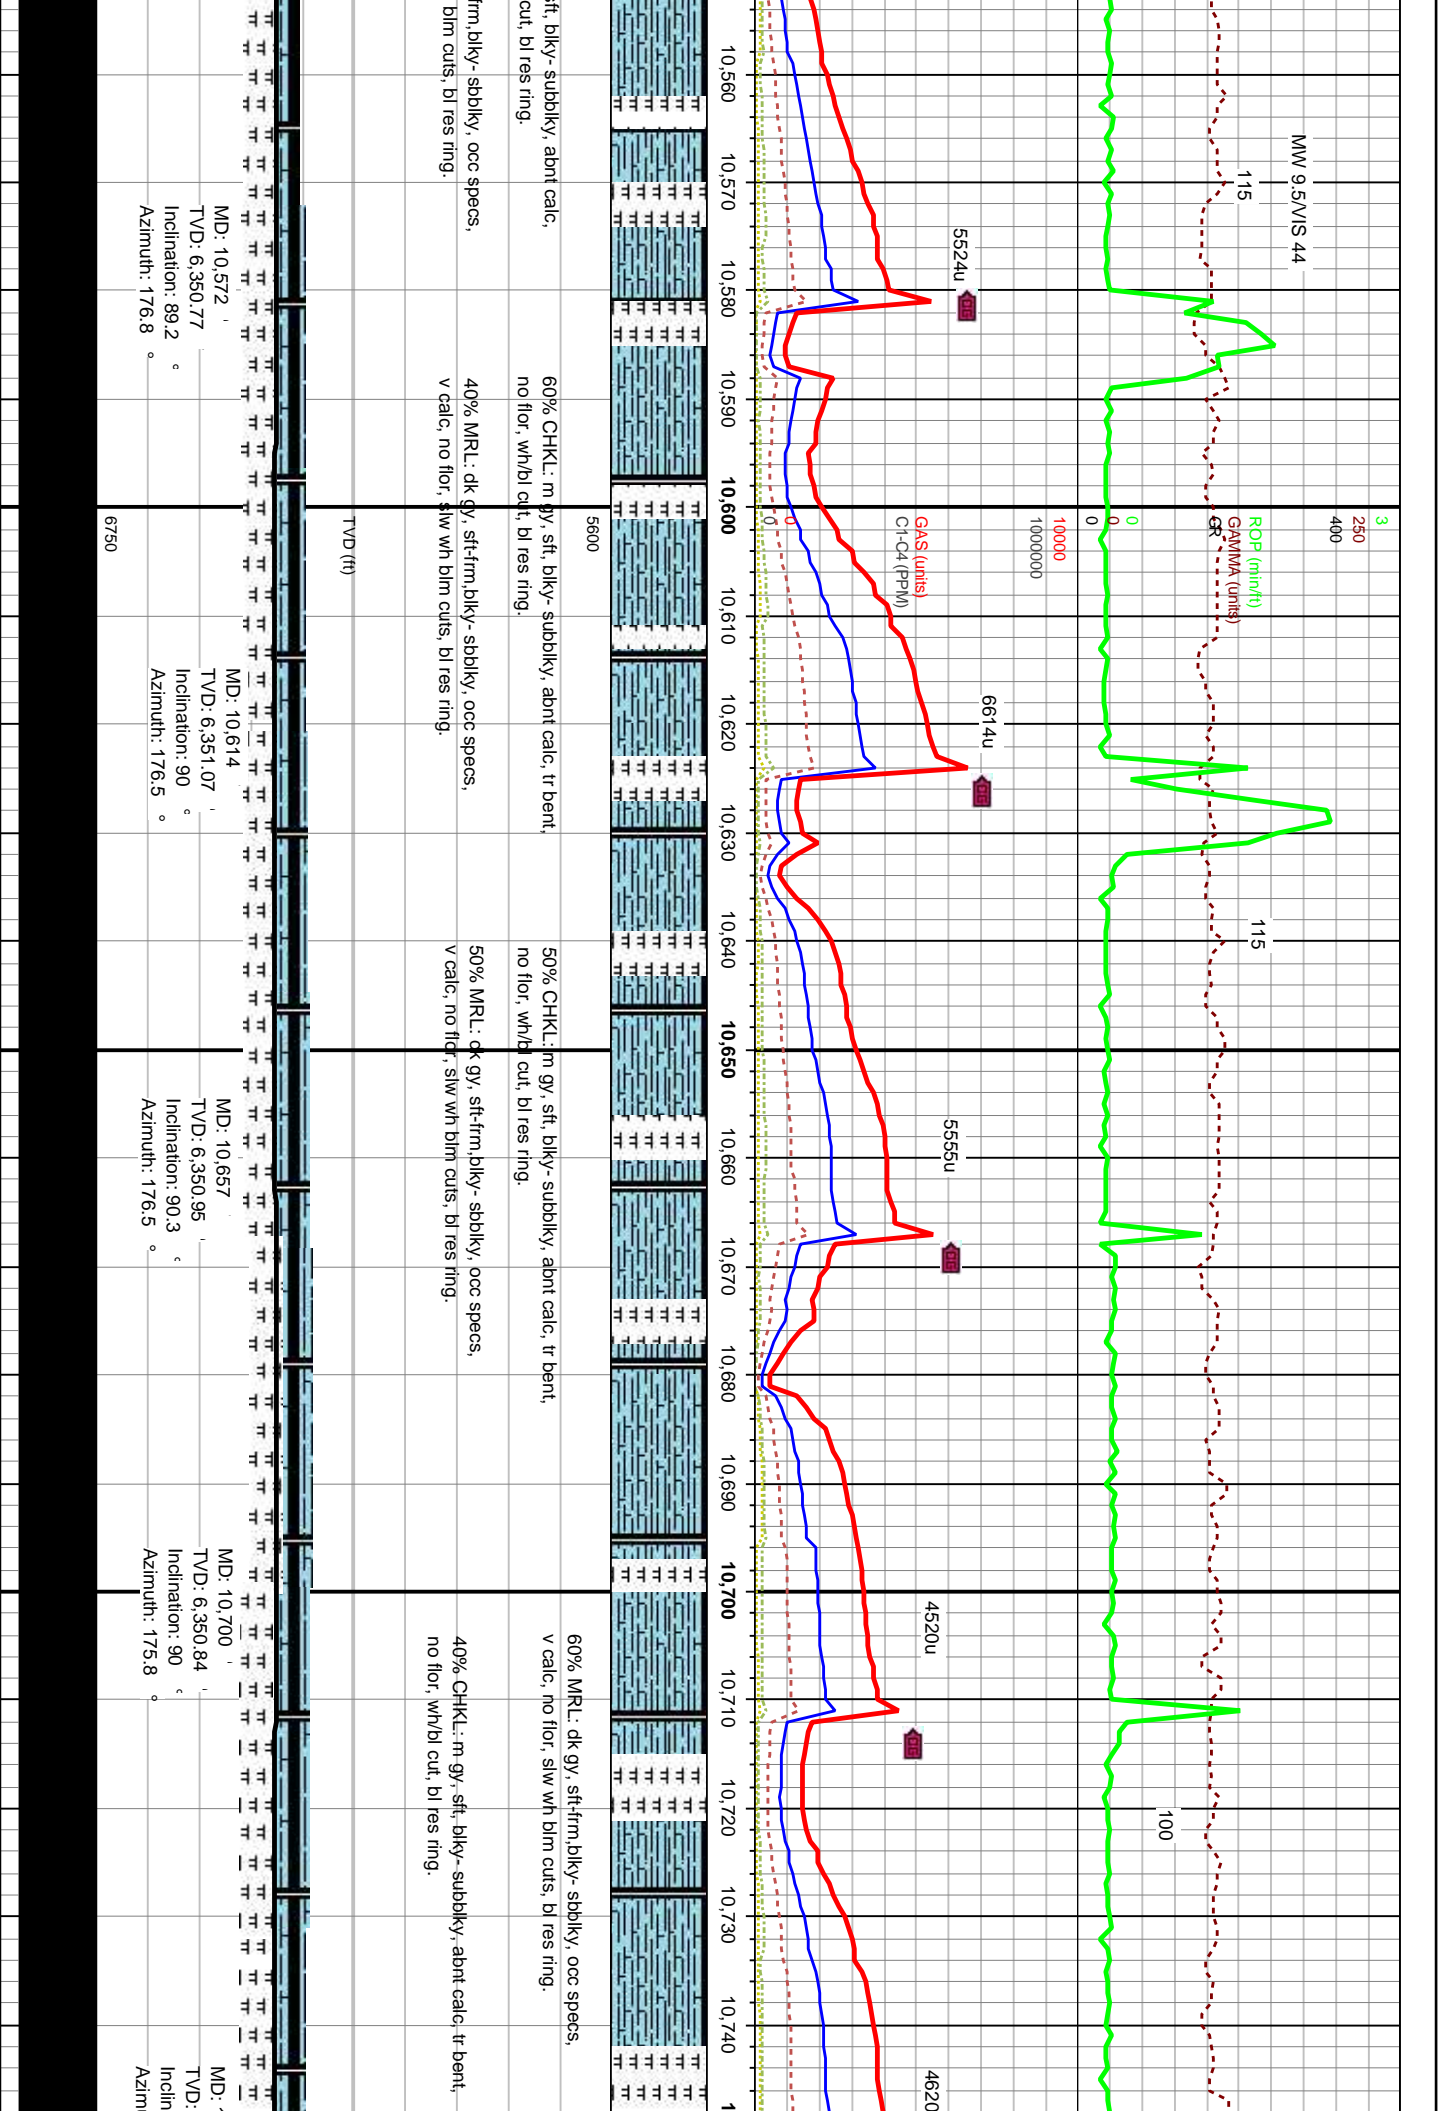 MW 9.5/VIS 44
115
115
100
3
250
400
ROP (min/ft)
GAMMA (units)
GR
0
0
0
10000
1000000
GAS (units)
C1-C4 (PPM)
0
0
5524u
6614u
5555u
4520u
4620
10,560
10,570
10,580
10,590
10,600
10,610
10,620
10,630
10,640
10,650
10,660
10,670
10,680
10,690
10,700
10,710
10,720
10,730
10,740
sft, blky- subblky, abnt calc,
cut, bl res ring.
frm,blky- sbblky, occ specs,
blm cuts, bl res ring.
60% CHKL: m gy, sft, blky- subblky, abnt calc, tr bent,
no flor, wh/bl cut, bl res ring.
40% MRL: dk gy, sft-frm,blky- sbblky, occ specs,
v calc, no flor, slw wh blm cuts, bl res ring.
50% CHKL: m gy, sft, blky- subblky, abnt calc, tr bent,
no flor, wh/bl cut, bl res ring.
50% MRL: dk gy, sft-frm,blky- sbblky, occ specs,
v calc, no flor, slw wh blm cuts, bl res ring.
60% MRL: dk gy, sft-frm,blky- sbblky, occ specs,
v calc, no flor, slw wh blm cuts, bl res ring.
40% CHKL: m gy, sft, blky- subblky, abnt calc, tr bent,
no flor, wh/bl cut, bl res ring.
5600
TVD (ft)
6750
MD: 10,572 '
TVD: 6,350.77 '
Inclination: 89.2 °
Azimuth: 176.8 °
MD: 10,614 '
TVD: 6,351.07 '
Inclination: 90 °
Azimuth: 176.5 °
MD: 10,657 '
TVD: 6,350.95 '
Inclination: 90.3 °
Azimuth: 176.5 °
MD: 10,700 '
TVD: 6,350.84 '
Inclination: 90 °
Azimuth: 175.8 °
MD:
TVD:
Inclin
Azimu